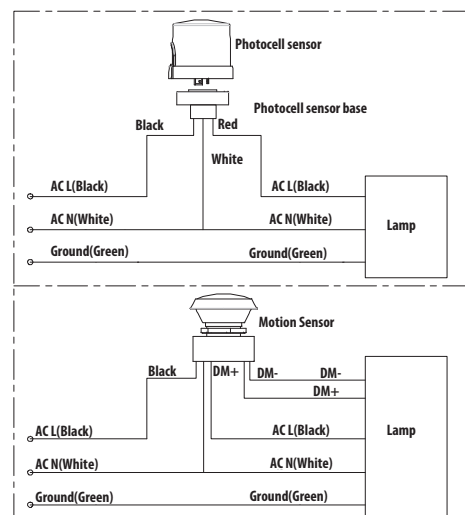 Photocell sensor
Photocell sensor base
Black Red
White
AC L(Black) AC L(Black)
AC N(White) AC N(White)
Lamp
Ground(Green) Ground(Green)
Motion Sensor
Black DM+ DM- DM-
DM+
AC L(Black) AC L(Black)
Lamp
AC N(White) AC N(White)
Ground(Green) Ground(Green)